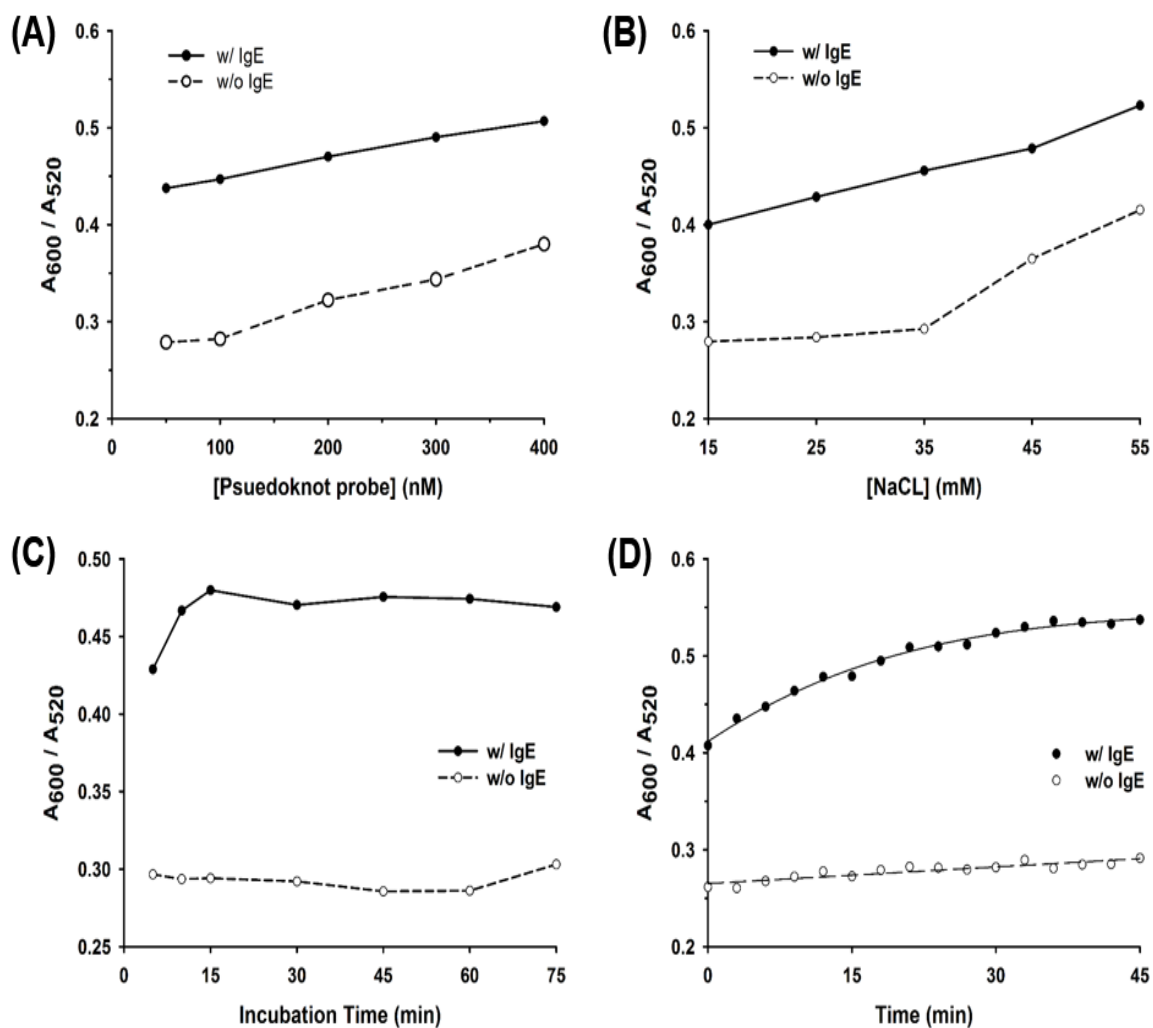 (A)
0.6
0.5
0.4
0.3
0.2
A600 / A520
w/ IgE
w/o IgE
0 100 200 300 400
[Psuedoknot probe] (nM)
(B)
0.6
0.5
0.4
0.3
0.2
A600 / A520
w/ IgE
w/o IgE
15 25 35 45 55
[NaCL] (mM)
(C)
0.50
0.45
0.40
0.35
0.30
0.25
A600 / A520
w/ IgE
w/o IgE
0 15 30 45 60 75
Incubation Time (min)
(D)
0.6
0.5
0.4
0.3
0.2
A600 / A520
w/ IgE
w/o IgE
0 15 30 45
Time (min)